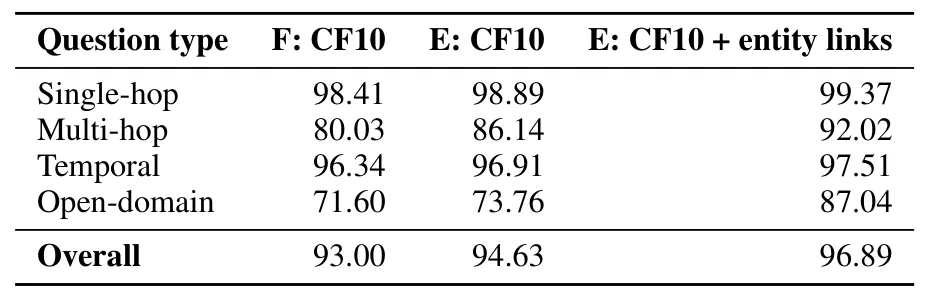 Question type F: CF10 E: CF10 E: CF10 + entity links
Single-hop 98.41 98.89 99.37
Multi-hop 80.03 86.14 92.02
Temporal 96.34 96.91 97.51
Open-domain 71.60 73.76 87.04
Overall 93.00 94.63 96.89